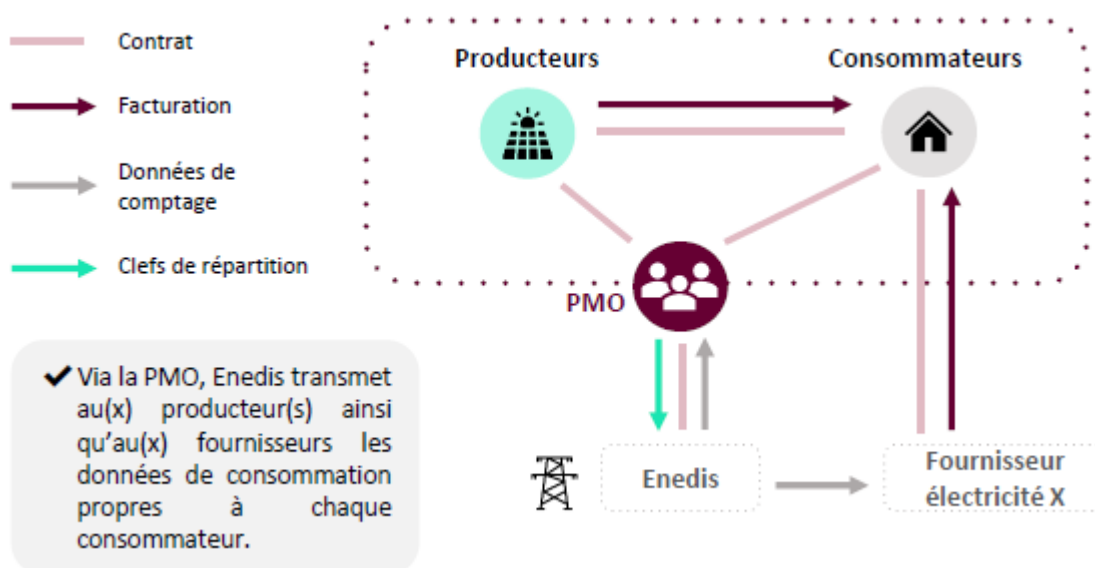 Contrat
Facturation
Données de
comptage
Clefs de répartition
Producteurs
Consommateurs
PMO
✔ Via la PMO, Enedis transmet
au(x) producteur(s) ainsi
qu’au(x) fournisseurs les
données de consommation
propres à chaque
consommateur.
Enedis
Fournisseur
électricité X